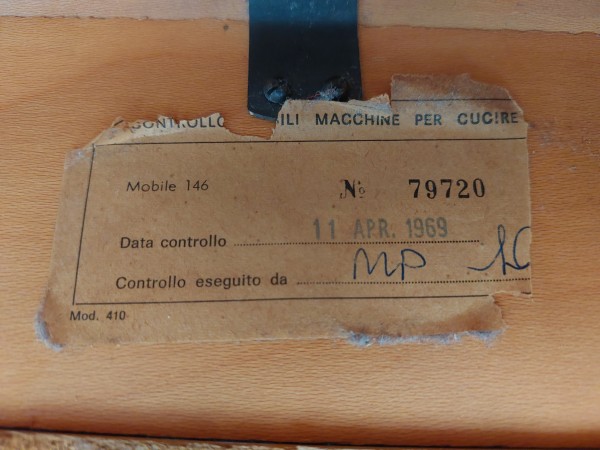 CONTROLLO BILI MACCHINE PER CUCIRE
Mobile 146 No 79720
Data controllo 11 APR. 1969
Controllo eseguito da MP
Mod. 410